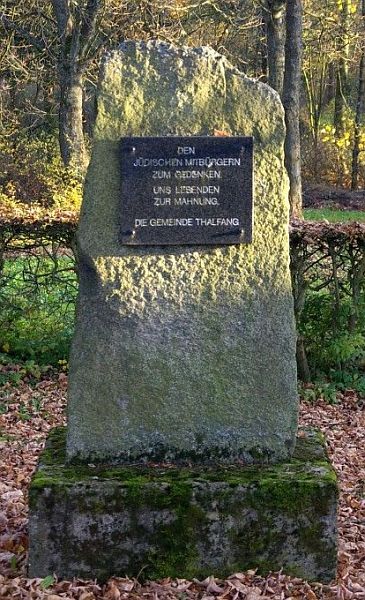 DEN
JÜDISCHEN MITBÜRGERN
ZUM GEDENKEN.
UNS LEBENDEN
ZUR MAHNUNG.
DIE GEMEINDE THALFANG